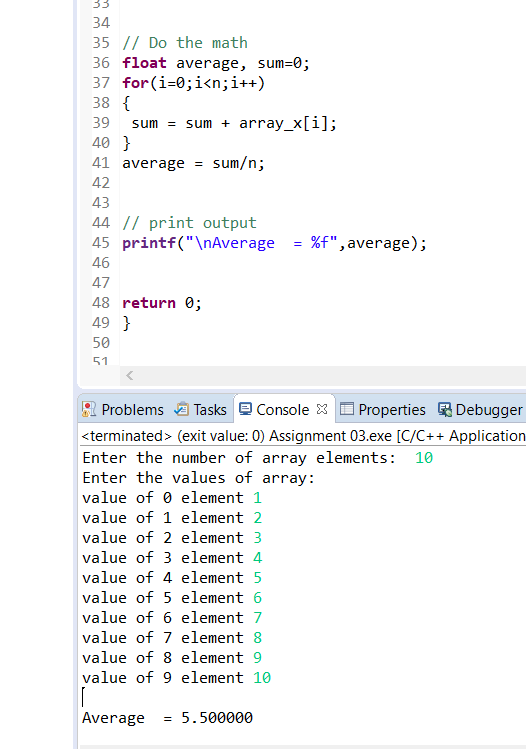 33
34
35 // Do the math
36 float average, sum=0;
37 for(i=0;i<n;i++)
38 {
39  sum = sum + array_x[i];
40 }
41 average = sum/n;
42
43
44 // print output
45 printf("\nAverage  = %f",average);
46
47
48 return 0;
49 }
50
51
Problems Tasks Console Properties Debugger
<terminated> (exit value: 0) Assignment 03.exe [C/C++ Application
Enter the number of array elements:  10
Enter the values of array:
value of 0 element 1
value of 1 element 2
value of 2 element 3
value of 3 element 4
value of 4 element 5
value of 5 element 6
value of 6 element 7
value of 7 element 8
value of 8 element 9
value of 9 element 10
Average  = 5.500000